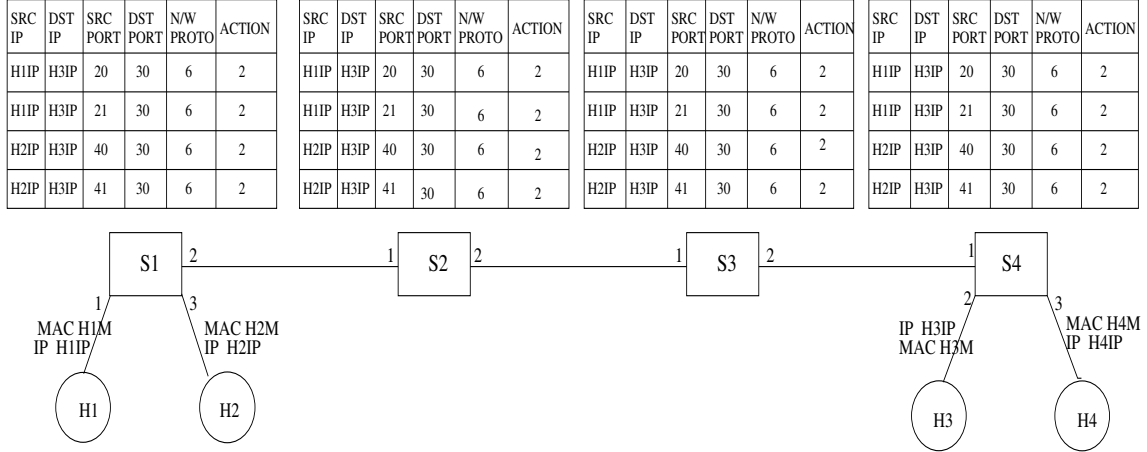 SRC IP DST IP SRC PORT DST PORT N/W PROTO ACTION
H1IP H3IP 20 30 6 2
H1IP H3IP 21 30 6 2
H2IP H3IP 40 30 6 2
H2IP H3IP 41 30 6 2
SRC IP DST IP SRC PORT DST PORT N/W PROTO ACTION
H1IP H3IP 20 30 6 2
H1IP H3IP 21 30 6 2
H2IP H3IP 40 30 6 2
H2IP H3IP 41 30 6 2
SRC IP DST IP SRC PORT DST PORT N/W PROTO ACTION
H1IP H3IP 20 30 6 2
H1IP H3IP 21 30 6 2
H2IP H3IP 40 30 6 2
H2IP H3IP 41 30 6 2
SRC IP DST IP SRC PORT DST PORT N/W PROTO ACTION
H1IP H3IP 20 30 6 2
H1IP H3IP 21 30 6 2
H2IP H3IP 40 30 6 2
H2IP H3IP 41 30 6 2
S1 2 1 S2 2 1 S3 2 1 S4
1 3 2 3
MAC H1M
IP H1IP
MAC H2M
IP H2IP
IP H3IP
MAC H3M
MAC H4M
IP H4IP
H1 H2 H3 H4